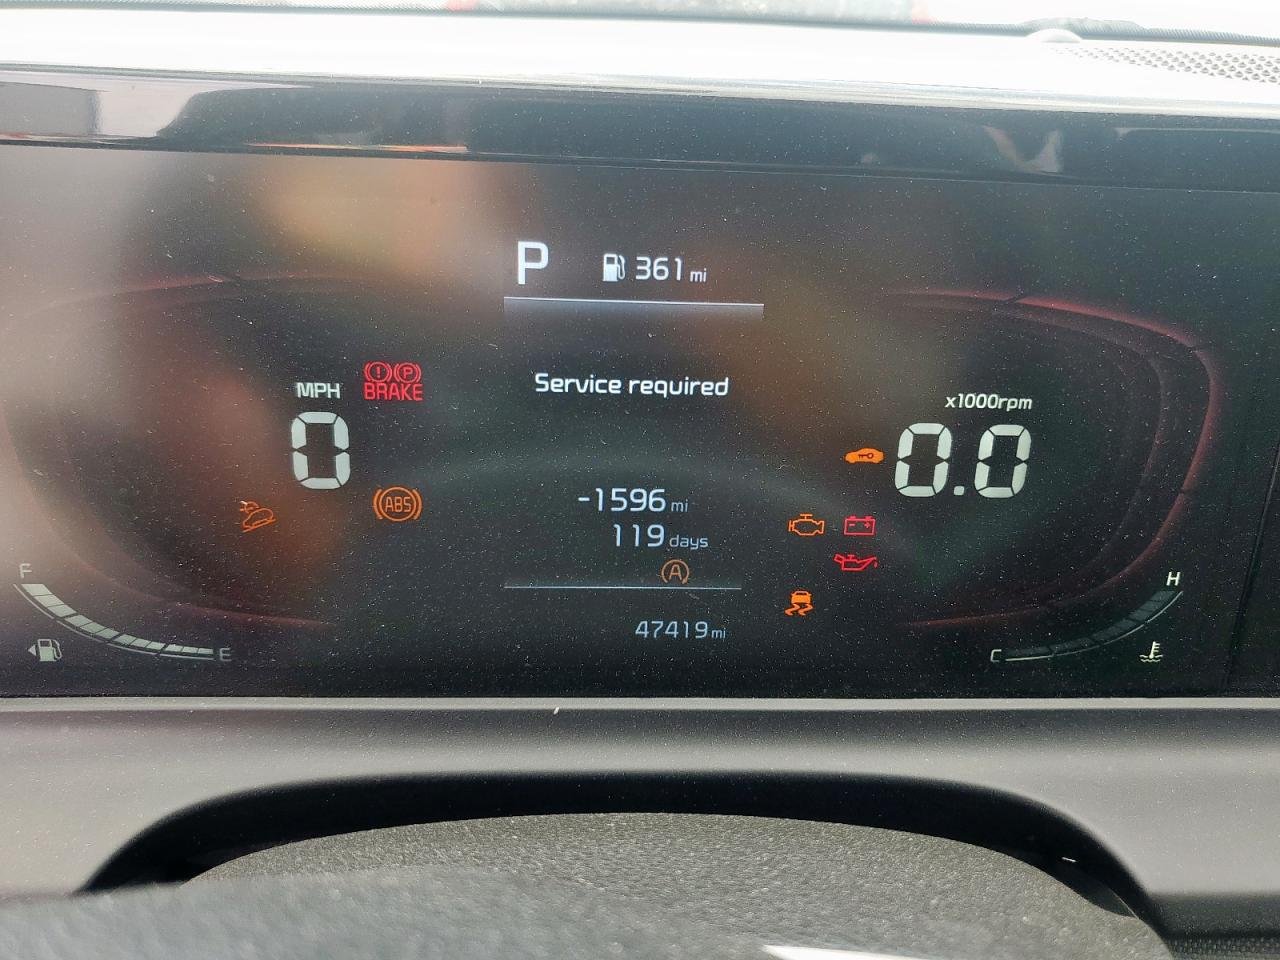 P 361 mi
Service required
MPH
BRAKE
0
ABS
x1000rpm
0.0
-1596 mi
119 days
A
47419 mi
F
E
H
C